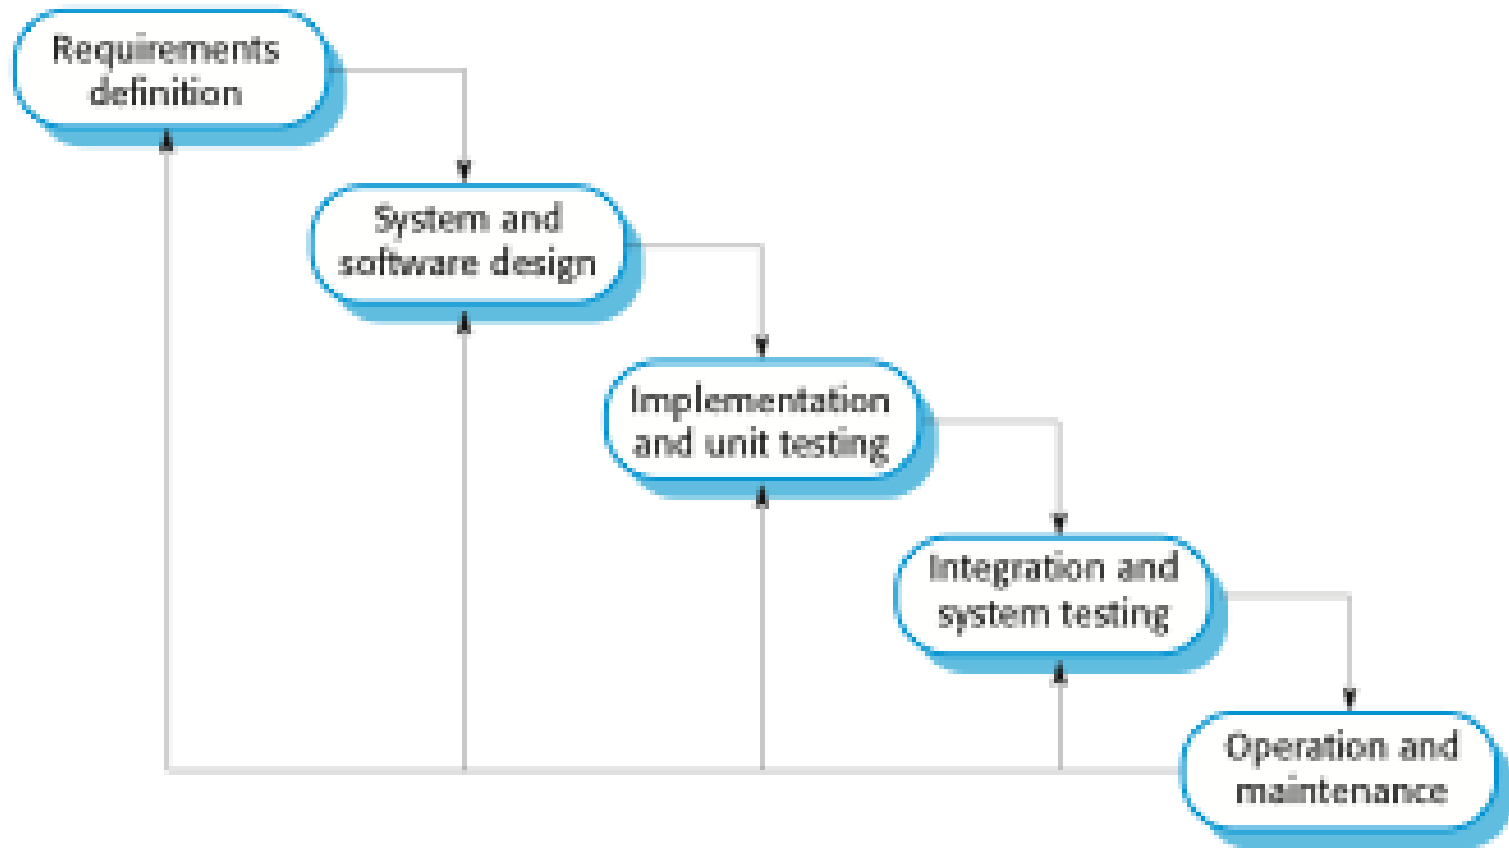 Requirements
definition
System and
software design
Implementation
and unit testing
Integration and
system testing
Operation and
maintenance